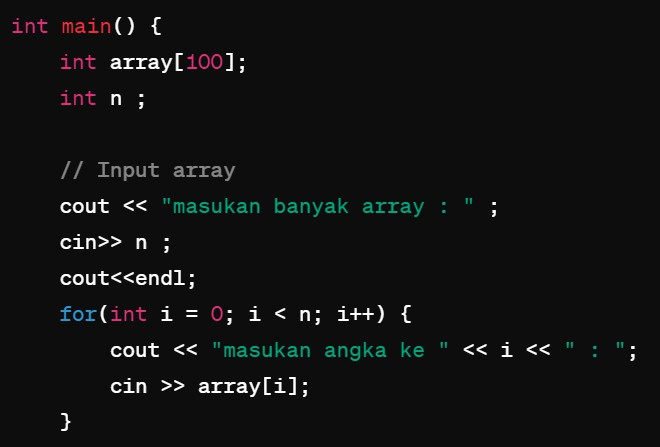 int main() {
    int array[100];
    int n ;

    // Input array
    cout << "masukan banyak array : " ;
    cin>> n ;
    cout<<endl;
    for(int i = 0; i < n; i++) {
        cout << "masukan angka ke " << i << " : ";
        cin >> array[i];
    }